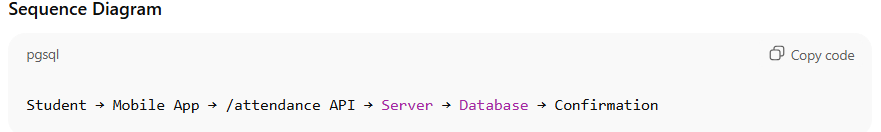 Sequence Diagram
pgsql
Copy code
Student → Mobile App → /attendance API → Server → Database → Confirmation